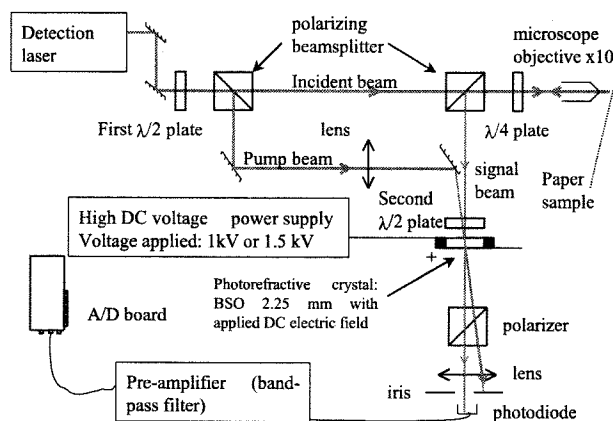 Detection
laser
polarizing
beamsplitter
microscope
objective x10
Incident beam
First λ/2 plate
lens
λ/4 plate
Pump beam
signal
beam
Paper
sample
Second
λ/2 plate
High DC voltage power supply
Voltage applied: 1kV or 1.5 kV
+
Photorefractive crystal:
BSO 2.25 mm with
applied DC electric field
A/D board
polarizer
Pre-amplifier (band-
pass filter)
iris
lens
photodiode